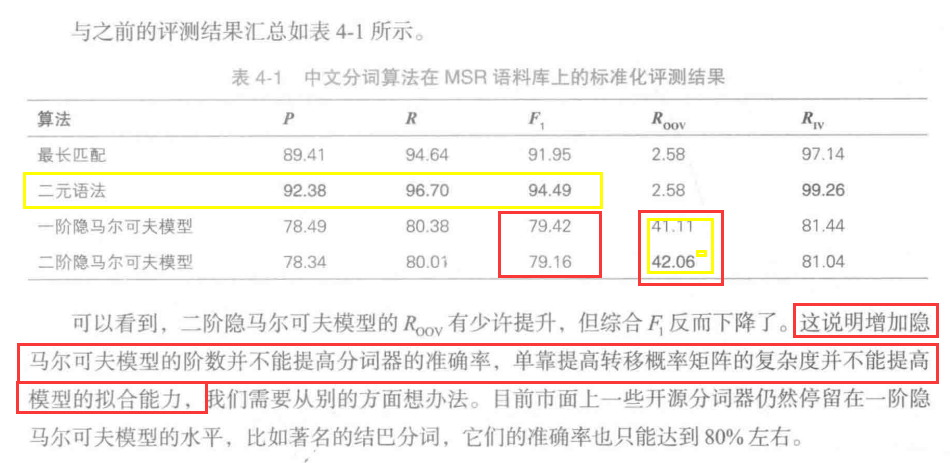 与之前的评测结果汇总如表 4-1 所示。
表 4-1 中文分词算法在 MSR 语料库上的标准化评测结果
算法 P R F₁ R_OOV R_IV
最长匹配 89.41 94.64 91.95 2.58 97.14
二元语法 92.38 96.70 94.49 2.58 99.26
一阶隐马尔可夫模型 78.49 80.38 79.42 41.11 81.44
二阶隐马尔可夫模型 78.34 80.01 79.16 42.06 81.04
可以看到，二阶隐马尔可夫模型的 R_OOV 有少许提升，但综合 F₁ 反而下降了。这说明增加隐
马尔可夫模型的阶数并不能提高分词器的准确率，单靠提高转移概率矩阵的复杂度并不能提高
模型的拟合能力，我们需要从别的方面想办法。目前市面上一些开源分词器仍然停留在一阶隐
马尔可夫模型的水平，比如著名的结巴分词，它们的准确率也只能达到 80% 左右。